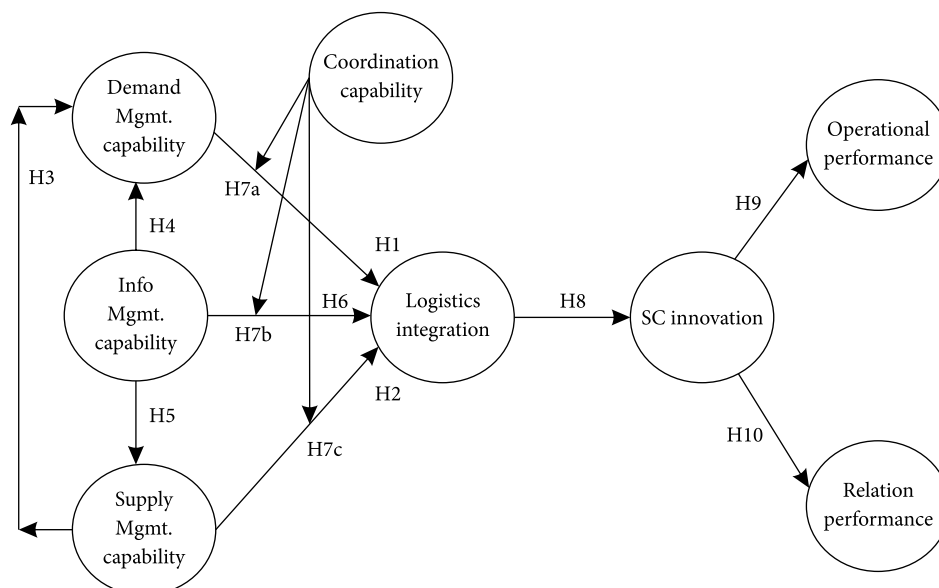 Demand
Mgmt.
capability
Coordination
capability
Operational
performance
H3
H7a
H4
H9
H1
Info
Mgmt.
capability
H6
H7b
Logistics
integration
H8
SC innovation
H2
H5
H10
H7c
Supply
Mgmt.
capability
Relation
performance